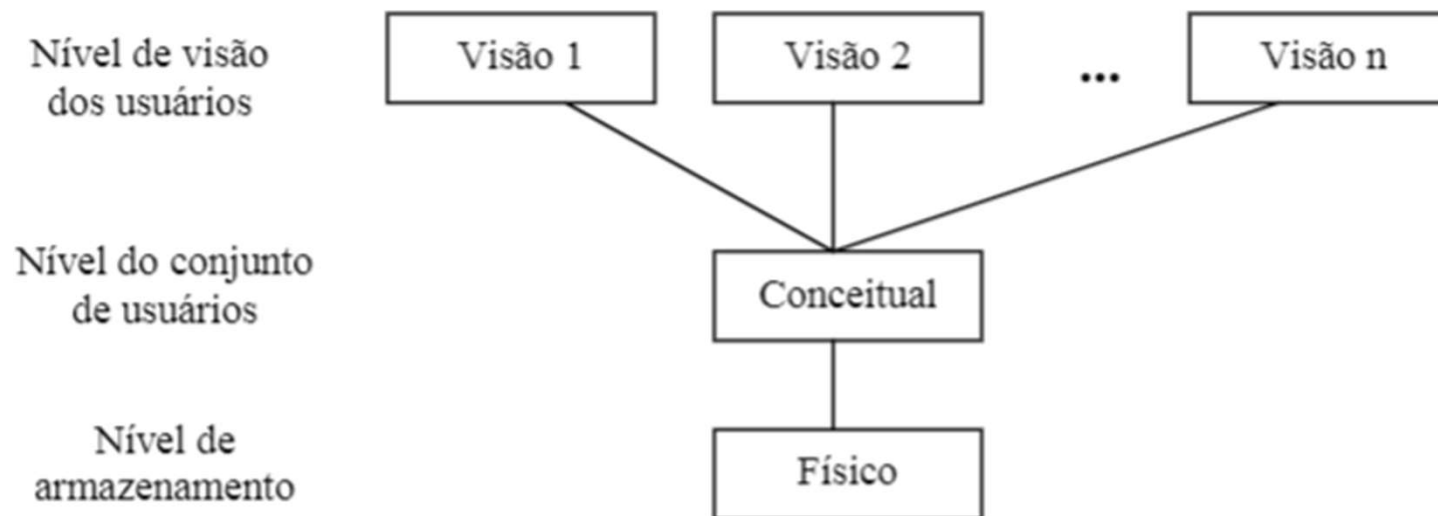 Nível de visão
dos usuários
Visão 1
Visão 2
...
Visão n
Nível do conjunto
de usuários
Conceitual
Nível de
armazenamento
Físico